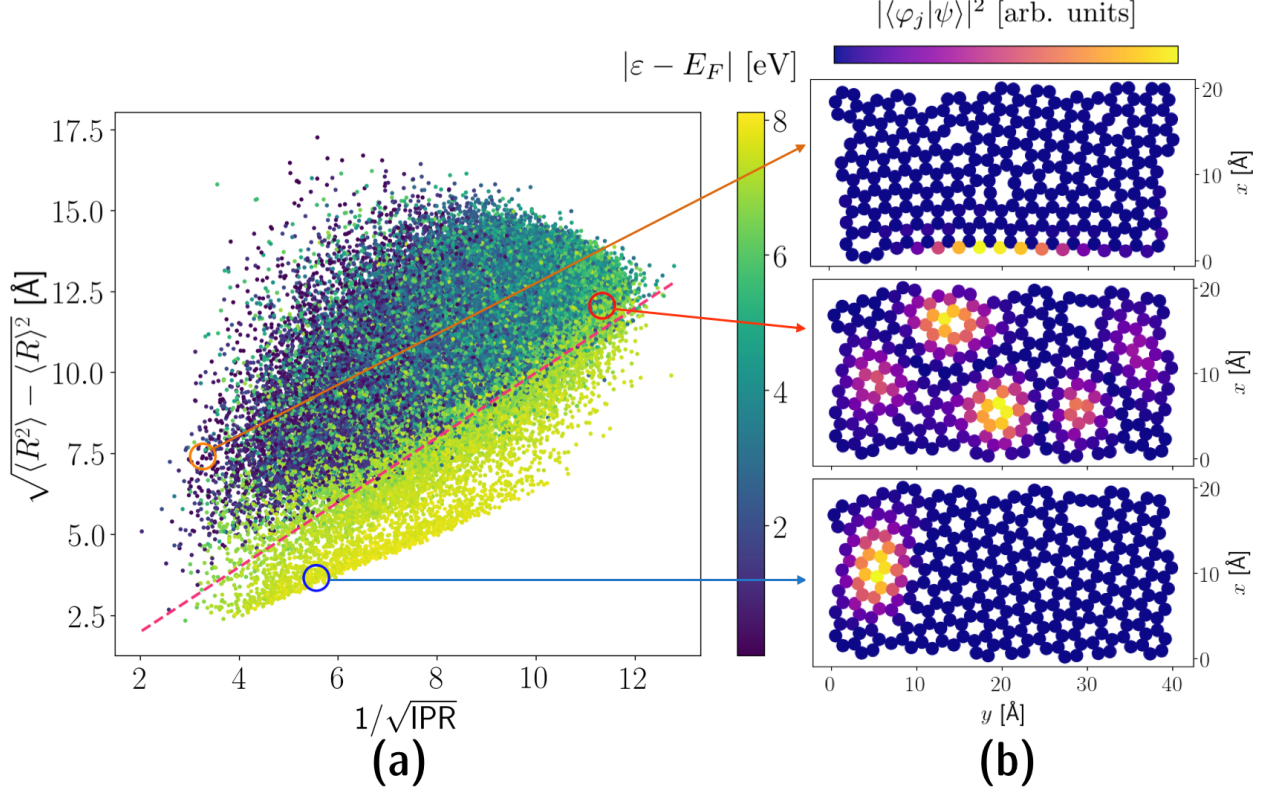 |⟨φ_j|ψ⟩|² [arb. units]
|ε − E_F| [eV]
17.5
15.0
12.5
10.0
7.5
5.0
2.5
√(⟨R²⟩ − ⟨R⟩²) [Å]
2 4 6 8 10 12
1/√IPR
8
6
4
2
20
10
0
x [Å]
20
10
0
x [Å]
20
10
0
x [Å]
0 10 20 30 40
y [Å]
(a) (b)